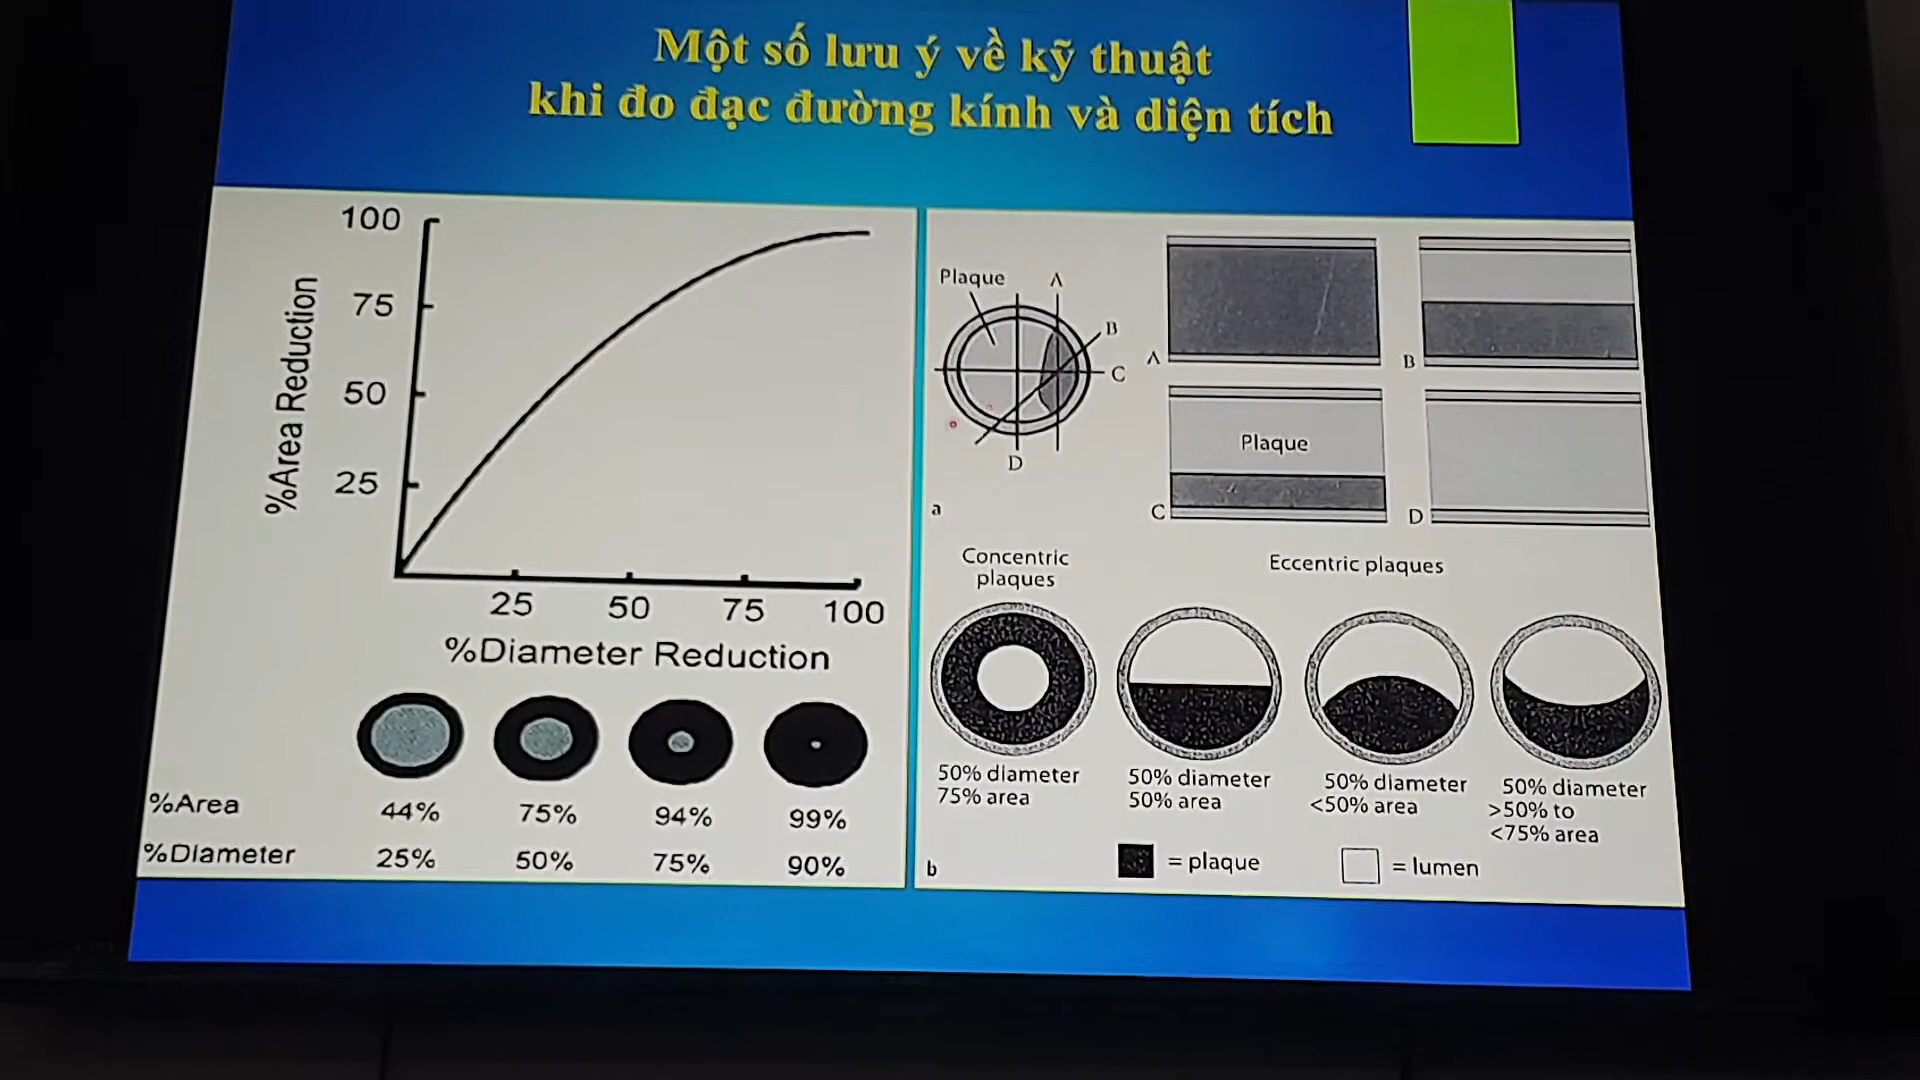 Một số lưu ý về kỹ thuật
khi đo đạc đường kính và diện tích
100
75
50
25
%Area Reduction
25 50 75 100
%Diameter Reduction
%Area 44% 75% 94% 99%
%Diameter 25% 50% 75% 90%
Plaque
A
B
C
D
a
A
B
Plaque
C
D
Concentric
plaques
Eccentric plaques
50% diameter
75% area
50% diameter
50% area
50% diameter
<50% area
50% diameter
>50% to
<75% area
b
= plaque
= lumen